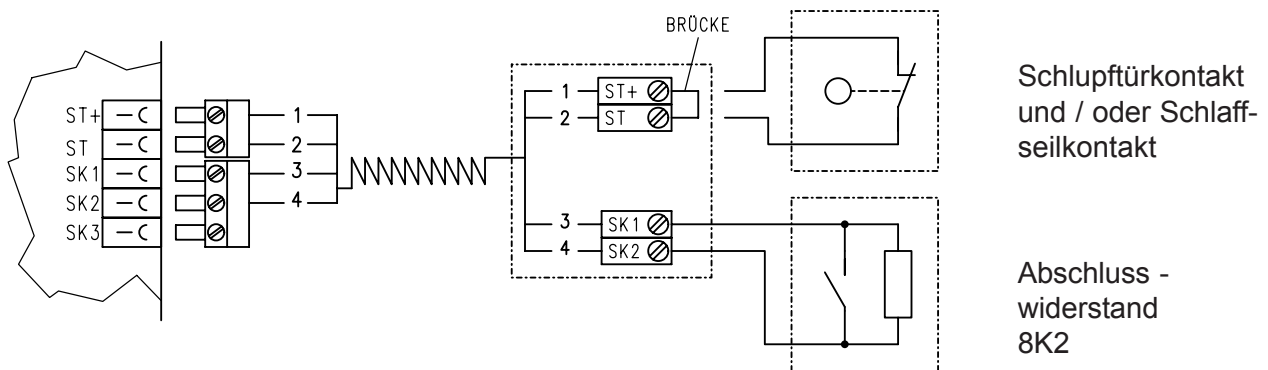 BRÜCKE
ST+
ST
SK1
SK2
SK3
1
2
3
4
1 ST+
2 ST
3 SK1
4 SK2
Schlupftürkontakt
und / oder Schlaff-
seilkontakt
Abschluss -
widerstand
8K2